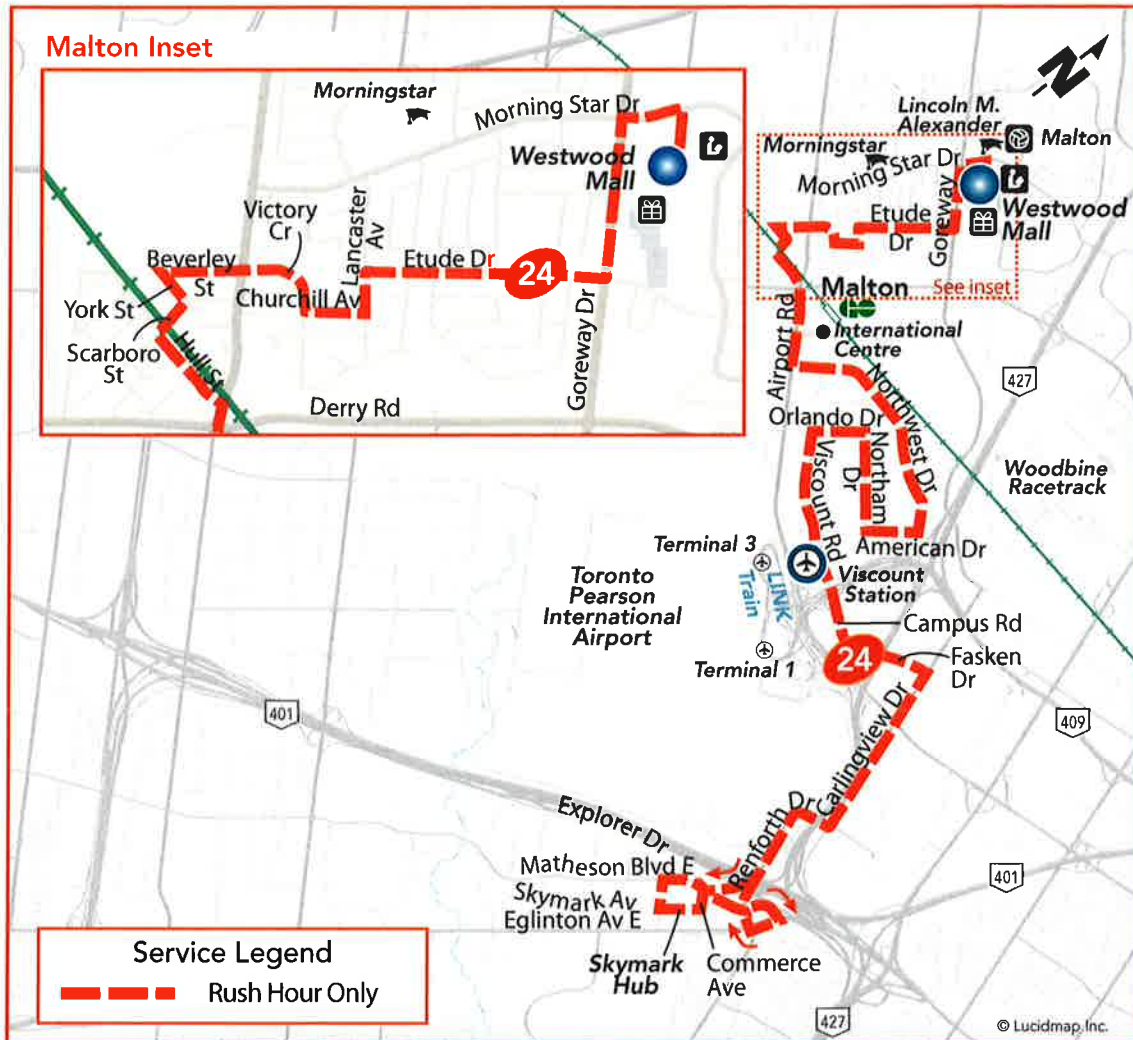 Malton Inset
Morningstar
Morning Star Dr
Westwood
Mall
Victory
Cr
Lancaster
Av
Beverley
St
Etude Dr
24
Churchill Av
York St
Scarboro
St
Hull St
Goreway Dr
Derry Rd
N
Lincoln M.
Alexander
Malton
Morningstar
Morning Star Dr
Goreway
Etude
Dr
Westwood
Mall
See inset
Malton
GO
International
Centre
Airport Rd
427
Northwest Dr
Orlando Dr
Northam
Dr
Viscount Rd
Woodbine
Racetrack
American Dr
Terminal 3
LINK
Train
Viscount
Station
Toronto
Pearson
International
Airport
Campus Rd
Terminal 1
24
Fasken
Dr
401
409
Carlingview Dr
Renforth Dr
Explorer Dr
Matheson Blvd E
Skymark Av
Eglinton Av E
401
Skymark
Hub
Commerce
Ave
427
Service Legend
Rush Hour Only
© Lucidmap, Inc.